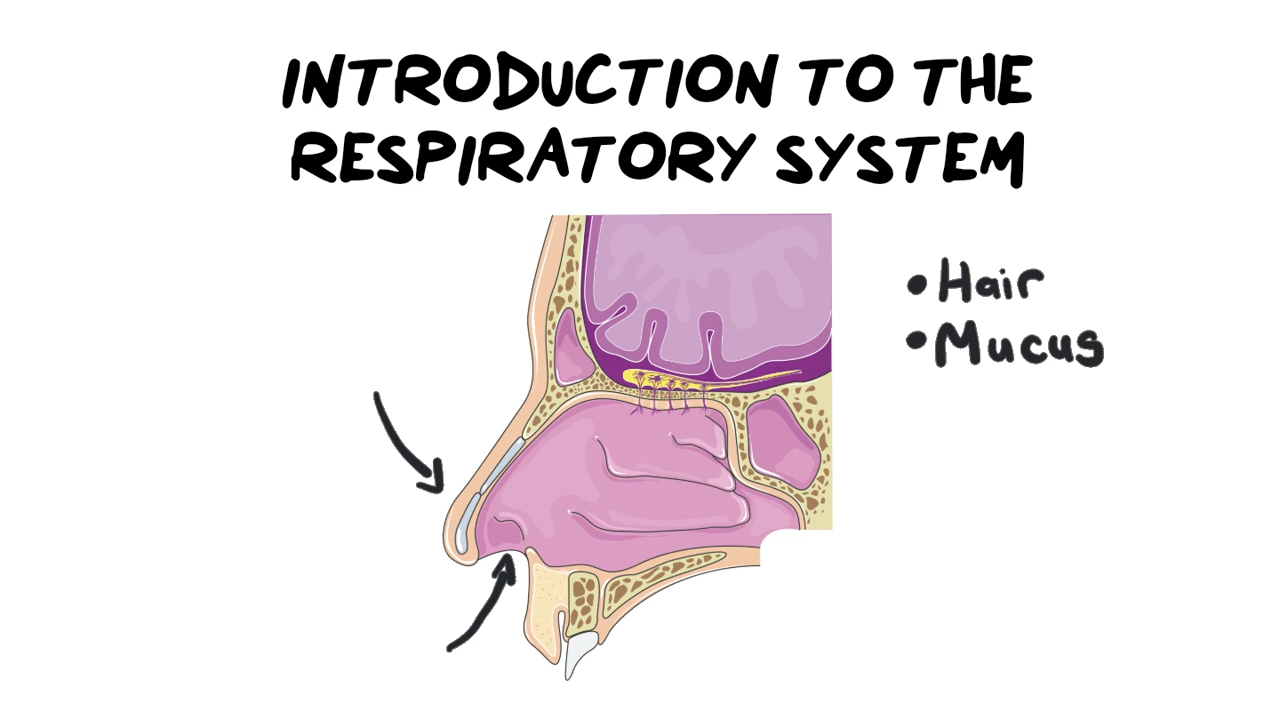 INTRODUCTION TO THE
RESPIRATORY SYSTEM
• Hair
• Mucus